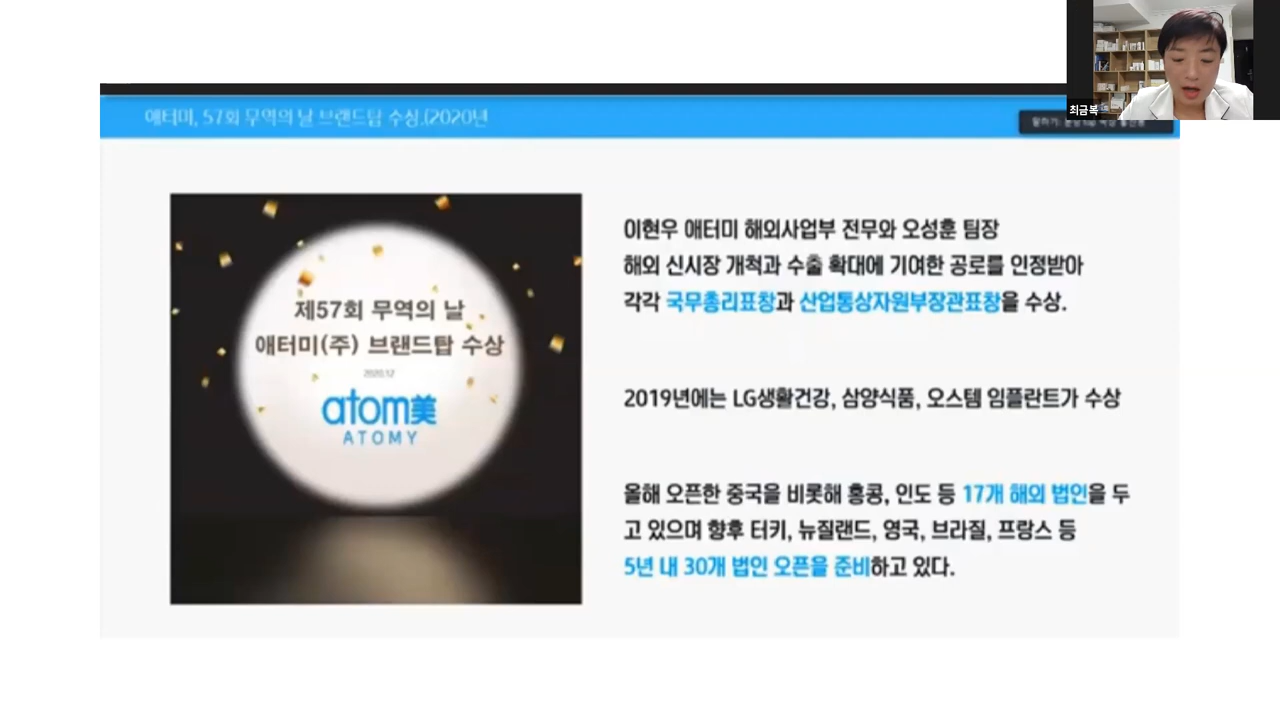 애터미, 57회 무역의 날 브랜드탑 수상.(2020년
최금복
이현우 애터미 해외사업부 전무와 오성훈 팀장
해외 신시장 개척과 수출 확대에 기여한 공로를 인정받아
각각 국무총리표창과 산업통상자원부장관표창을 수상.
제57회 무역의 날
애터미(주) 브랜드탑 수상
2020.12
atom美
ATOMY
2019년에는 LG생활건강, 삼양식품, 오스템 임플란트가 수상
올해 오픈한 중국을 비롯해 홍콩, 인도 등 17개 해외 법인을 두
고 있으며 향후 터키, 뉴질랜드, 영국, 브라질, 프랑스 등
5년 내 30개 법인 오픈을 준비하고 있다.